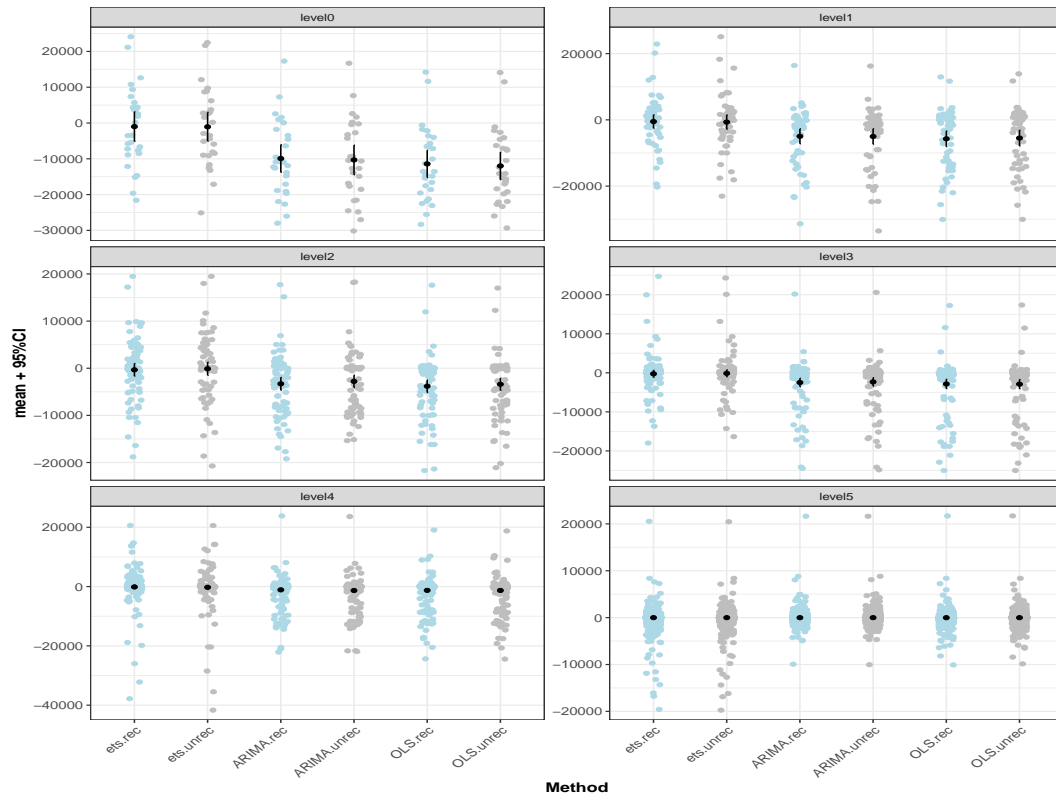 level0
level1
20000
10000
0
−10000
−20000
−30000
20000
0
−20000
level2
level3
20000
10000
0
−10000
−20000
20000
10000
0
−10000
−20000
level4
level5
20000
0
−20000
−40000
20000
10000
0
−10000
−20000
ets.rec
ets.unrec
ARIMA.rec
ARIMA.unrec
OLS.rec
OLS.unrec
ets.rec
ets.unrec
ARIMA.rec
ARIMA.unrec
OLS.rec
OLS.unrec
mean + 95%CI
Method